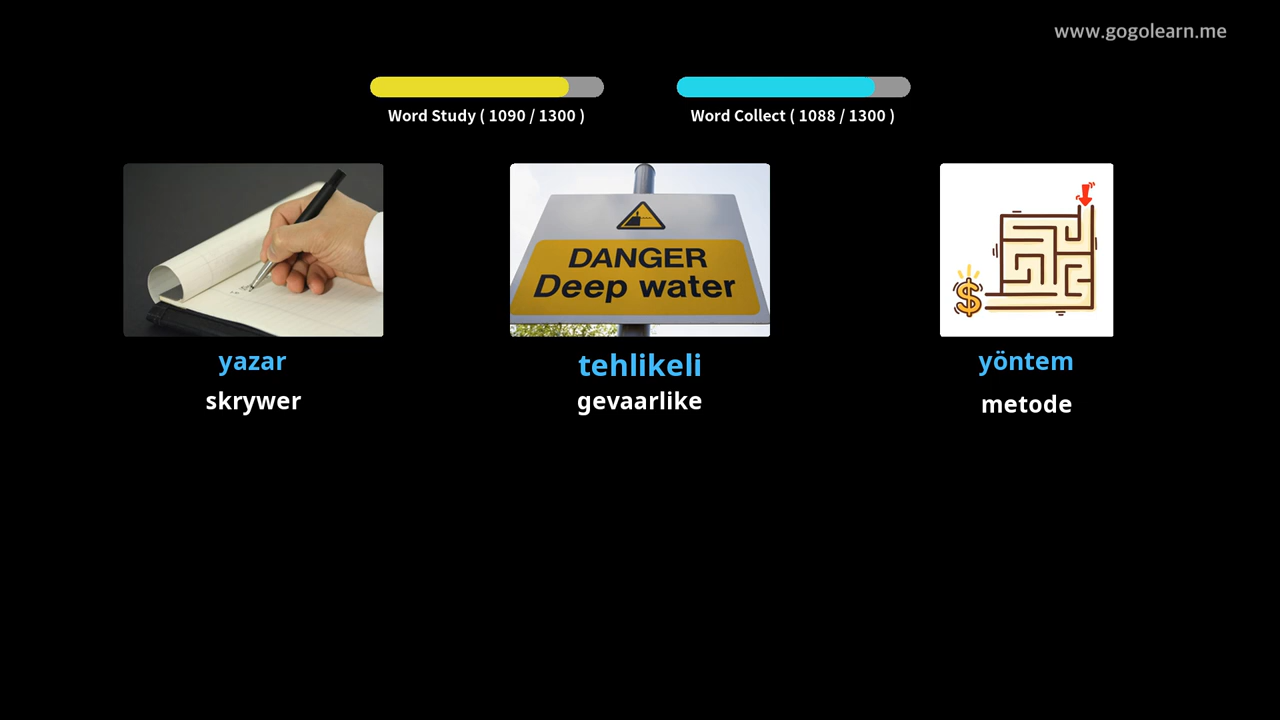 www.gogolearn.me
Word Study ( 1090 / 1300 )
Word Collect ( 1088 / 1300 )
DANGER
Deep water
yazar
tehlikeli
yöntem
skrywer
gevaarlike
metode